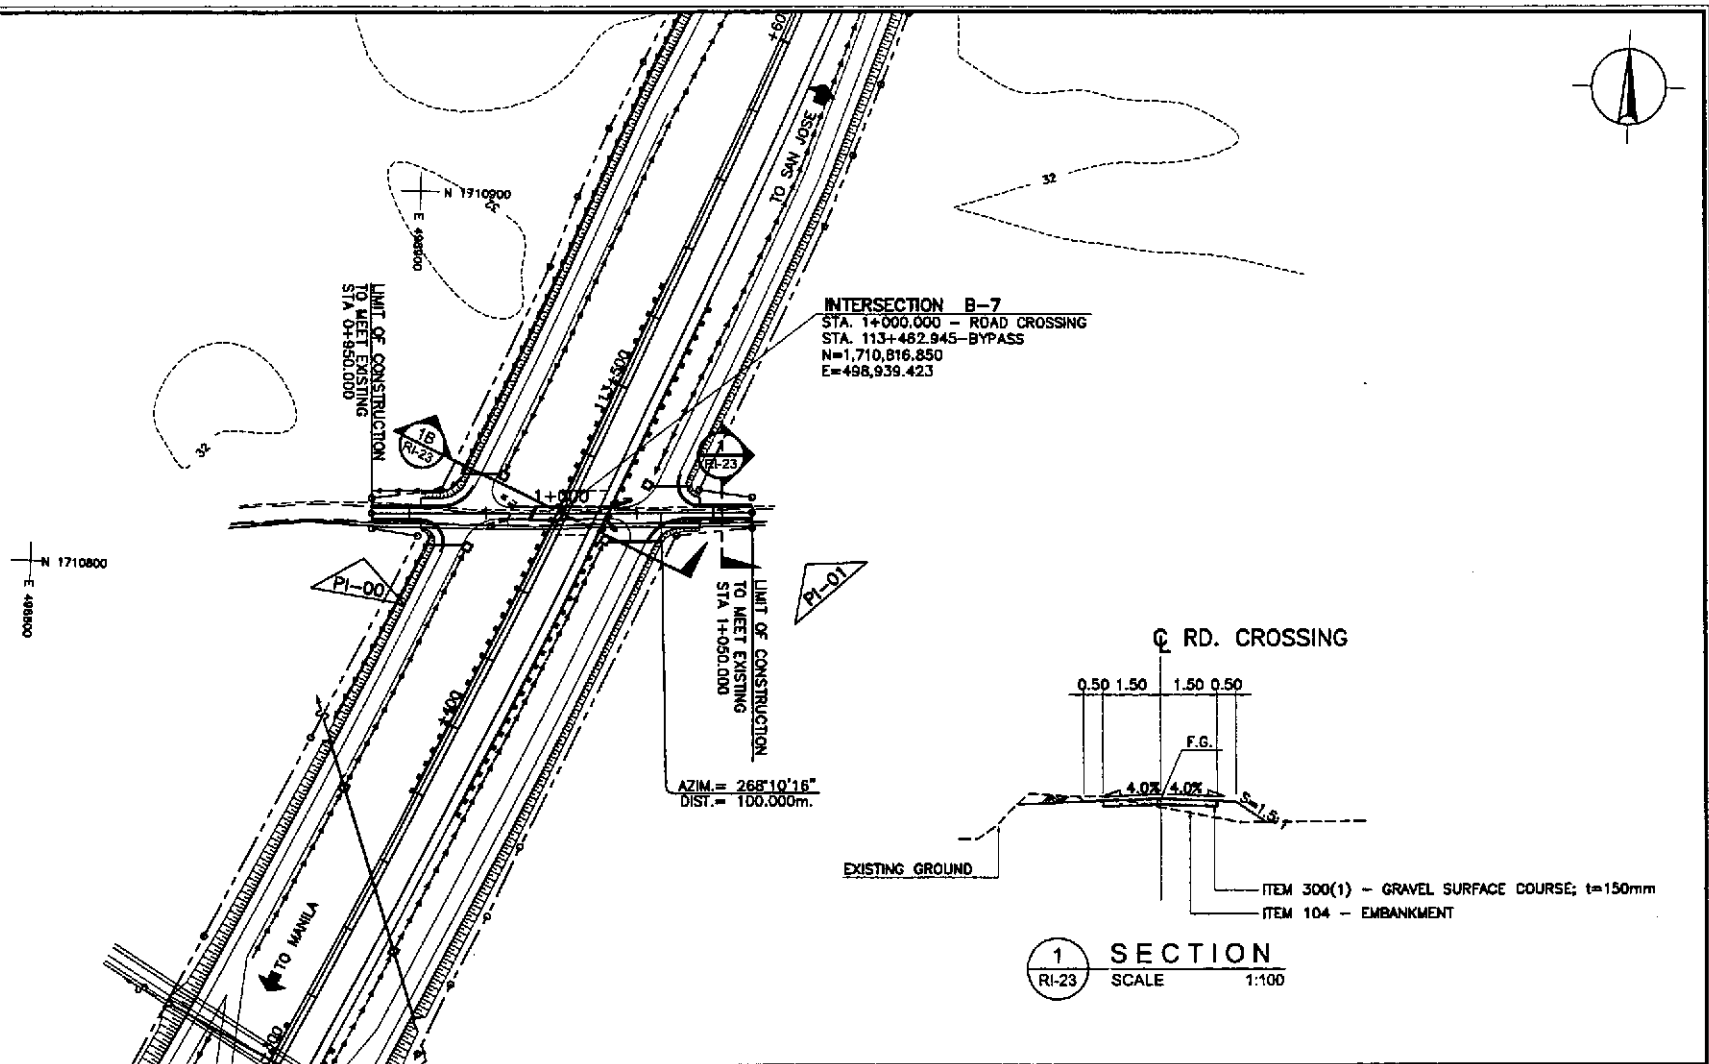 +600
TO SAN JOSE
N 1710900
E 498900
32
32
32
LIMIT OF CONSTRUCTION
TO MEET EXISTING
STA 0+950.000
INTERSECTION B-7
STA. 1+000.000 - ROAD CROSSING
STA. 113+482.945-BYPASS
N=1,710,816.850
E=498,939.423
113+500
1B
RI-23
1
RI-23
1+000
N 1710800
E 498800
PI-00
PI-01
LIMIT OF CONSTRUCTION
TO MEET EXISTING
STA 1+050.000
+400
AZIM.= 268°10'16"
DIST.= 100.000m.
TO MANILA
℄ RD. CROSSING
0.50 1.50 1.50 0.50
F.G.
4.0% 4.0%
S=1.5:1
EXISTING GROUND
ITEM 300(1) - GRAVEL SURFACE COURSE; t=150mm
ITEM 104 - EMBANKMENT
1
RI-23
SECTION
SCALE 1:100